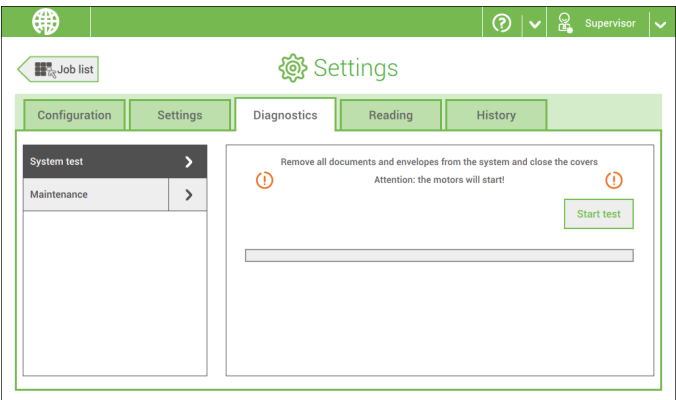 Supervisor
Job list
Settings
Configuration
Settings
Diagnostics
Reading
History
System test
Maintenance
Remove all documents and envelopes from the system and close the covers
Attention: the motors will start!
Start test